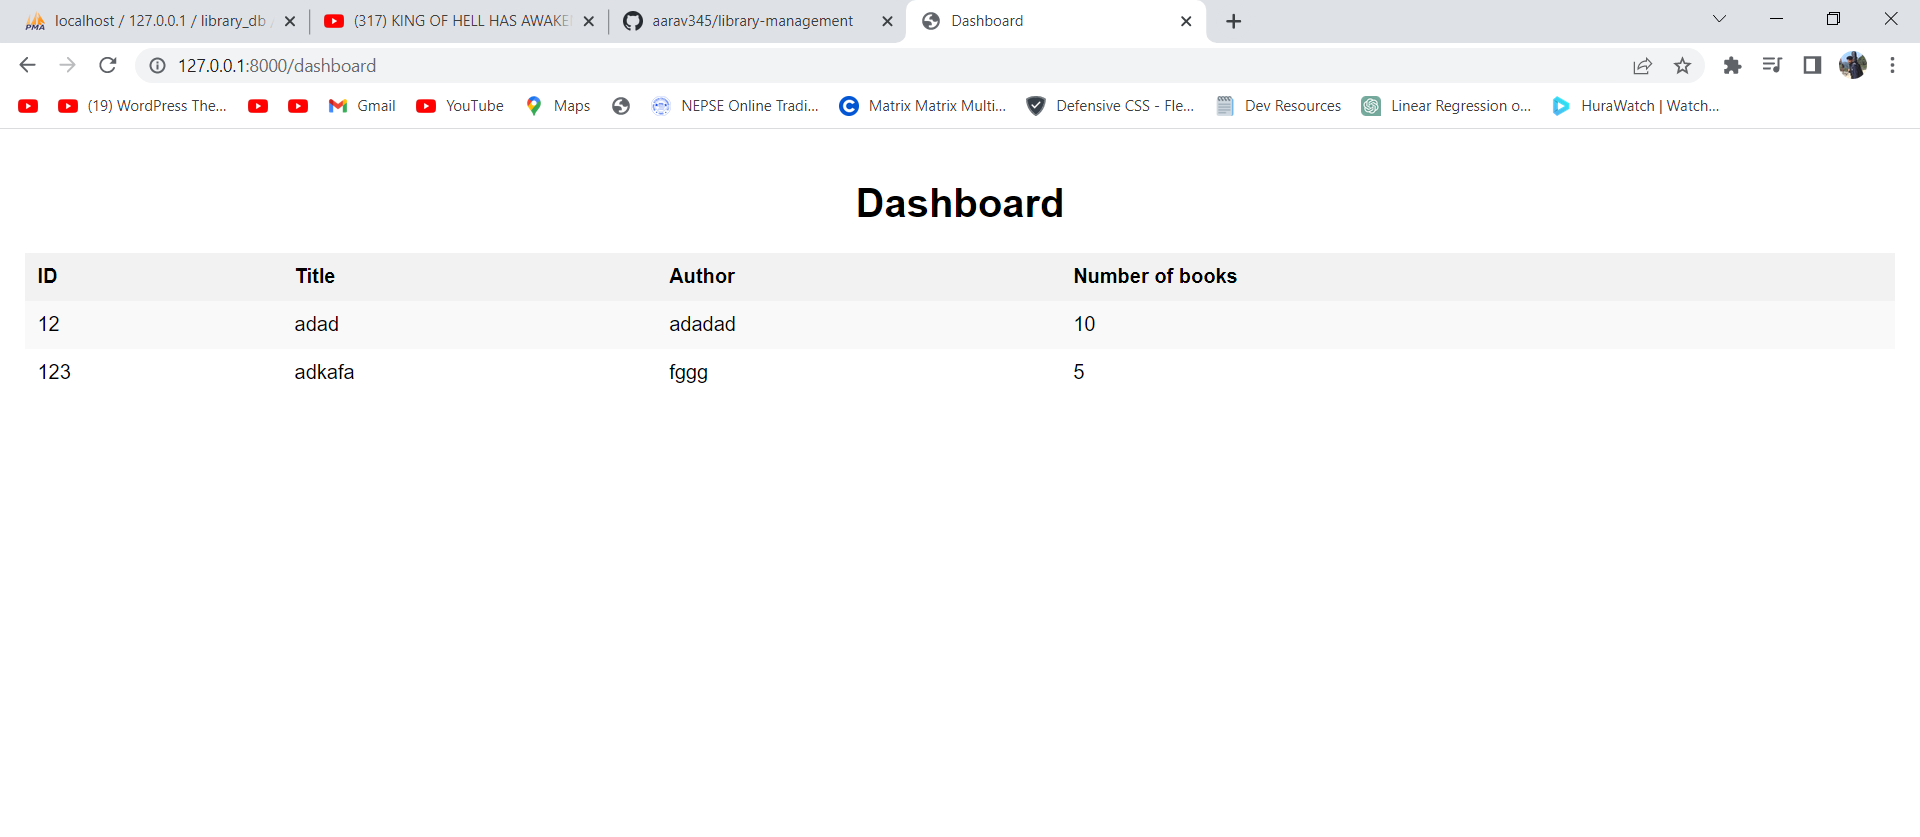 PMA localhost / 127.0.0.1 / library_db / (317) KING OF HELL HAS AWAKE aarav345/library-management Dashboard
127.0.0.1:8000/dashboard
(19) WordPress The... Gmail YouTube Maps NEPSE Online Tradi... Matrix Matrix Multi... Defensive CSS - Fle... Dev Resources Linear Regression o... HuraWatch | Watch...
Dashboard
ID Title Author Number of books
12 adad adadad 10
123 adkafa fggg 5